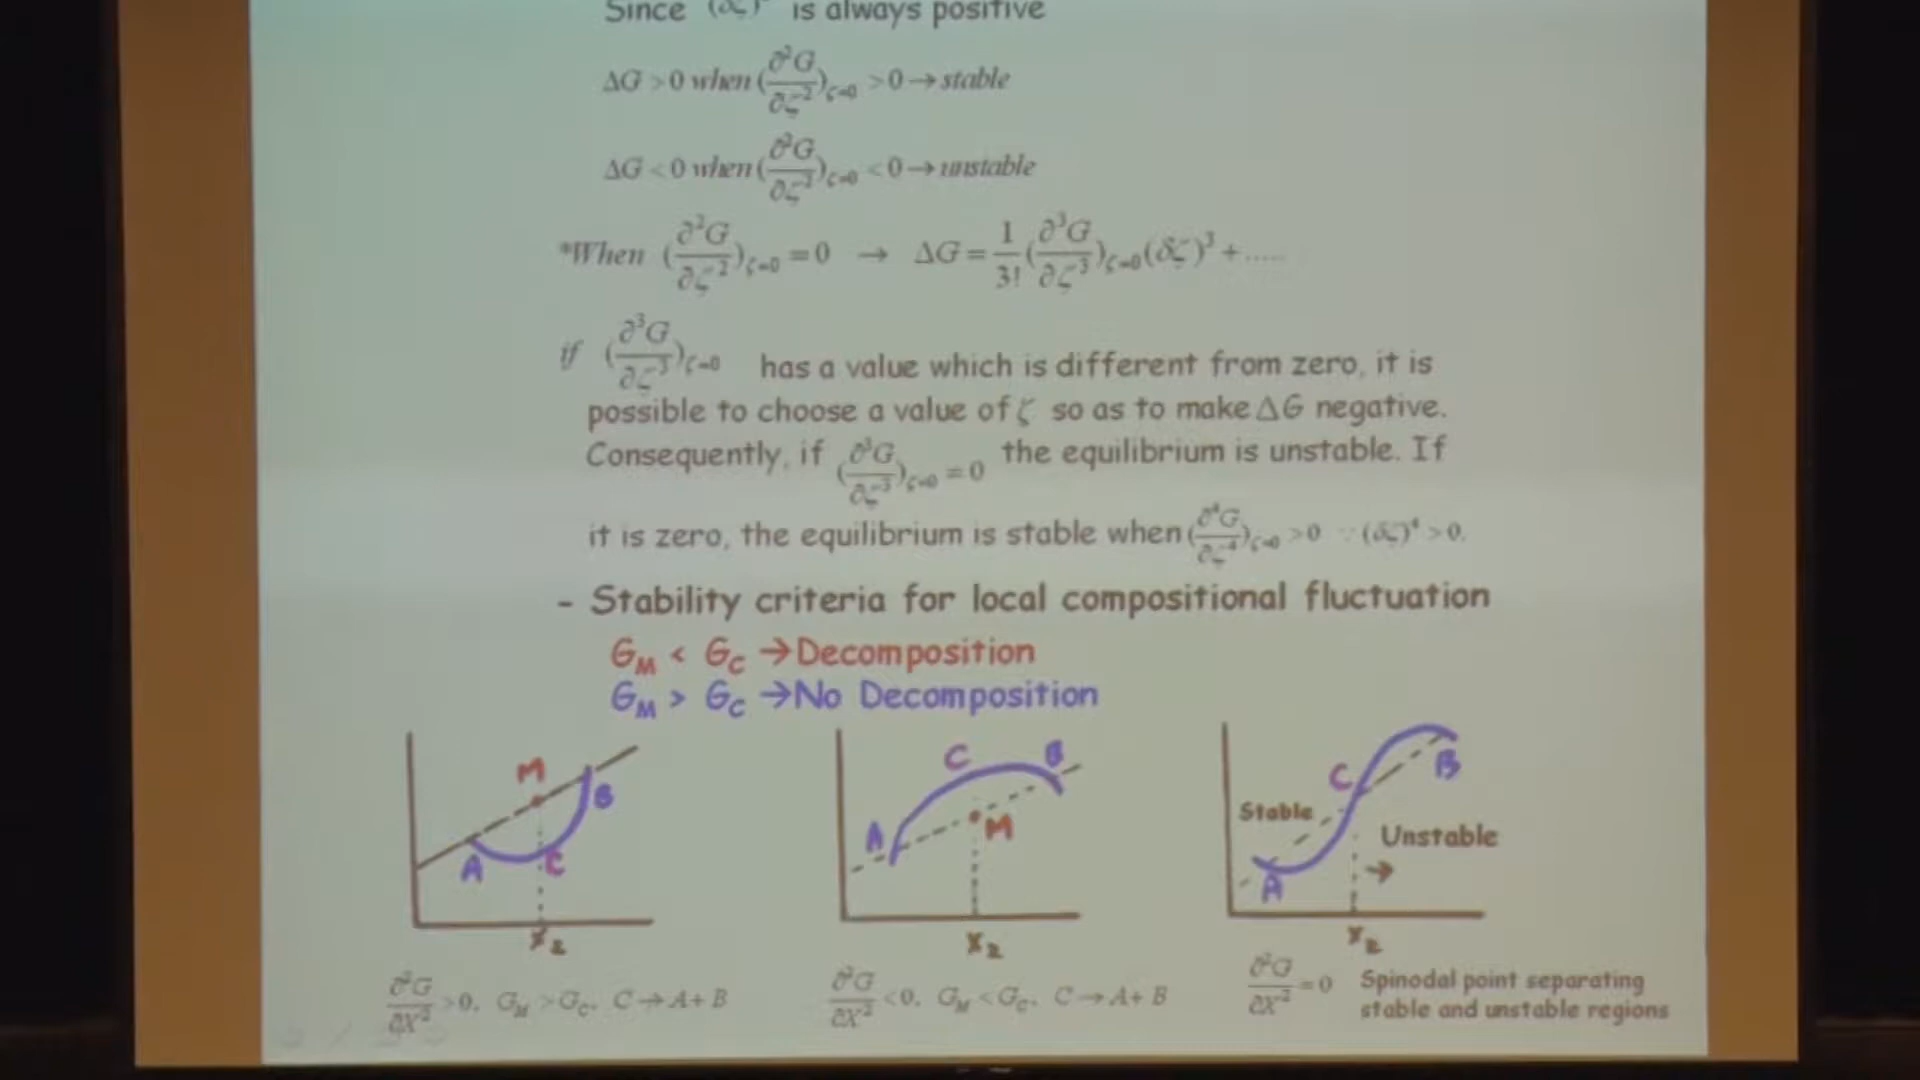 Since (δζ)² is always positive
ΔG > 0 when (∂²G/∂ζ²)ζ=0 > 0 → stable
ΔG < 0 when (∂²G/∂ζ²)ζ=0 < 0 → unstable
*When (∂²G/∂ζ²)ζ=0 = 0 → ΔG = 1/3! (∂³G/∂ζ³)ζ=0 (δζ)³ + .....
if (∂³G/∂ζ³)ζ=0 has a value which is different from zero, it is
possible to choose a value of ζ so as to make ΔG negative.
Consequently, if (∂³G/∂ζ³)ζ=0 = 0 the equilibrium is unstable. If
it is zero, the equilibrium is stable when (∂⁴G/∂ζ⁴)ζ=0 > 0 ∵ (δζ)⁴ > 0.
- Stability criteria for local compositional fluctuation
G_M < G_C → Decomposition
G_M > G_C → No Decomposition
M
A
B
C
X₂
C
B
A
M
X₂
C
B
Stable
Unstable
→
A
X₂
∂²G/∂X² > 0. G_M > G_C. C ↛ A + B
∂²G/∂X² < 0. G_M < G_C. C → A + B
∂²G/∂X² = 0 Spinodal point separating
stable and unstable regions